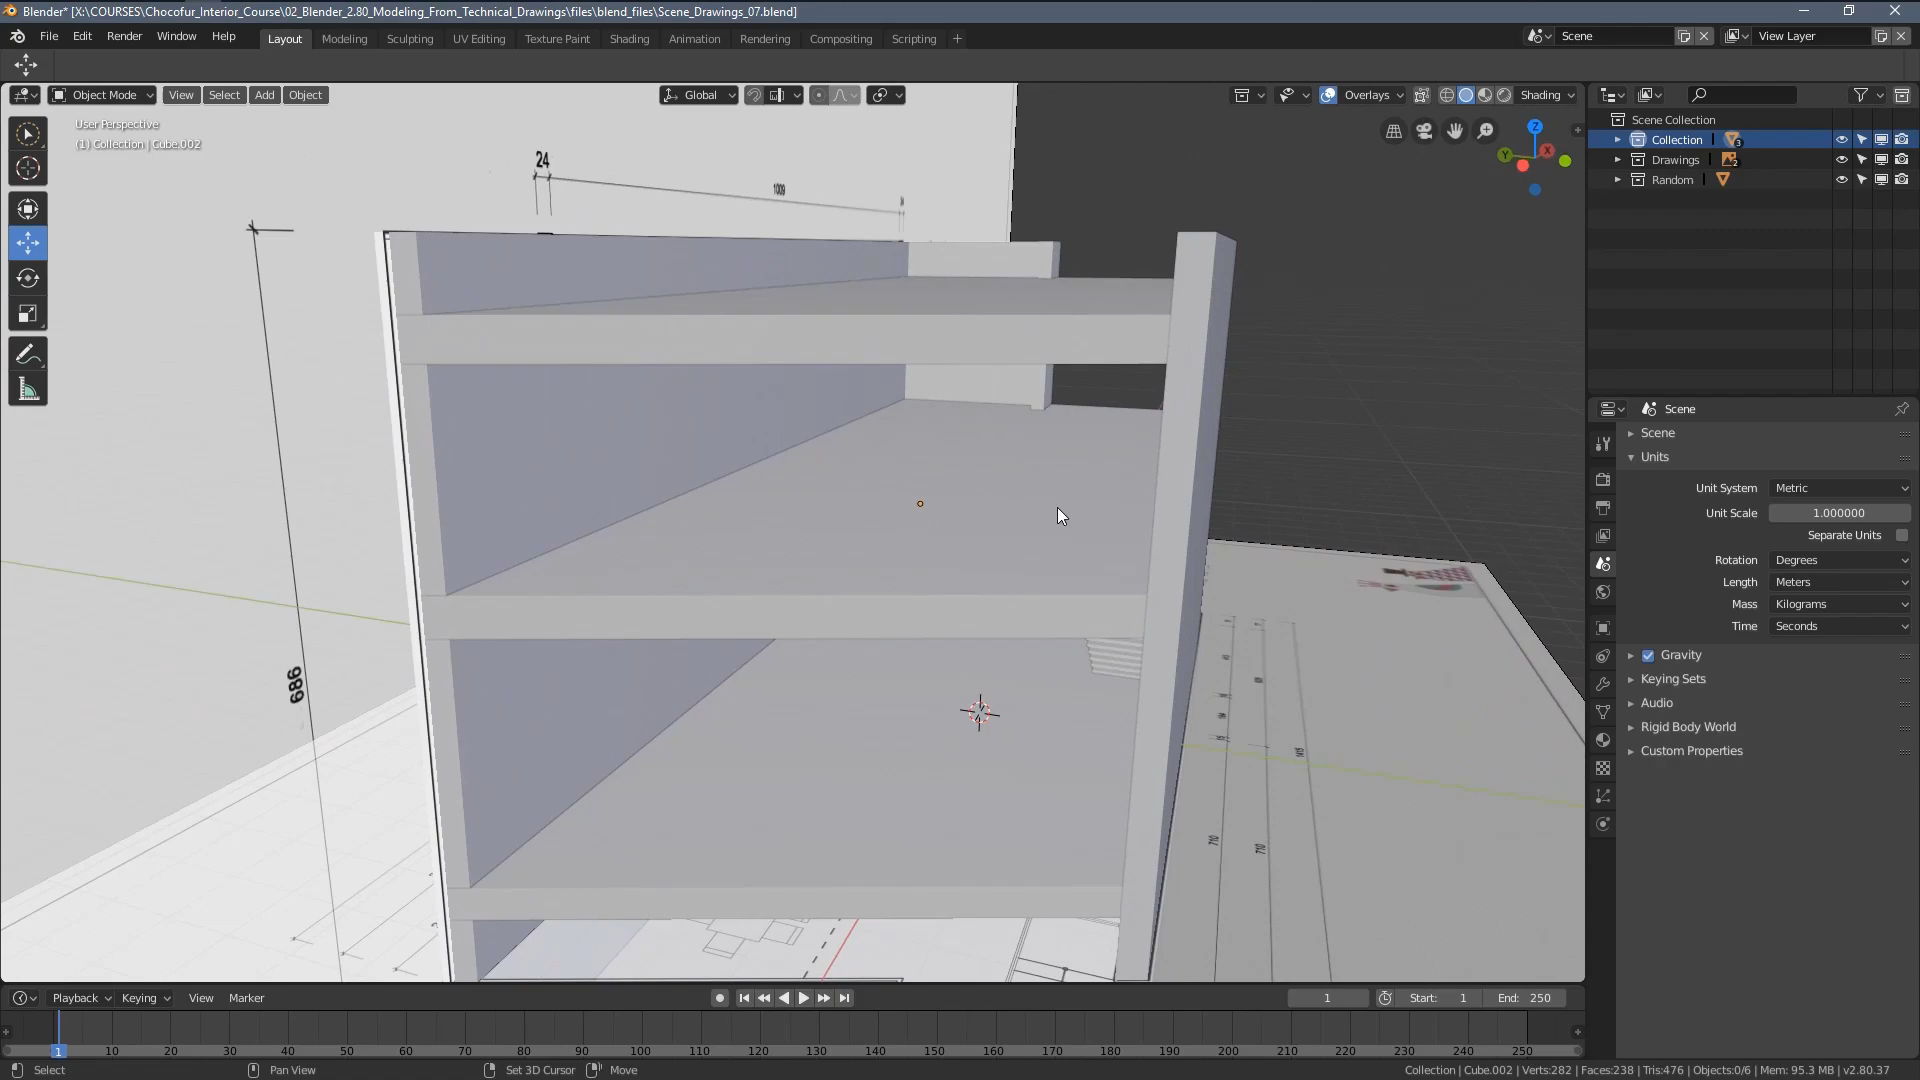 Blender* [X:\COURSES\Chocofur_Interior_Course\02_Blender_2.80_Modeling_From_Technical_Drawings\files\blend_files\Scene_Drawings_07.blend]
File Edit Render Window Help Layout Modeling Sculpting UV Editing Texture Paint Shading Animation Rendering Compositing Scripting + Scene View Layer
Object Mode View Select Add Object Global Overlays Shading
User Perspective
(1) Collection | Cube.002
24
1009
686
710
710
Z
Y
X
Scene Collection
Collection 3
Drawings 2
Random
Scene
Scene
Units
Unit System Metric
Unit Scale 1.000000
Separate Units
Rotation Degrees
Length Meters
Mass Kilograms
Time Seconds
Gravity
Keying Sets
Audio
Rigid Body World
Custom Properties
Playback Keying View Marker 1 Start: 1 End: 250
1 10 20 30 40 50 60 70 80 90 100 110 120 130 140 150 160 170 180 190 200 210 220 230 240 250
Select Pan View Set 3D Cursor Move Collection | Cube.002 | Verts:282 | Faces:238 | Tris:476 | Objects:0/6 | Mem: 95.3 MB | v2.80.37